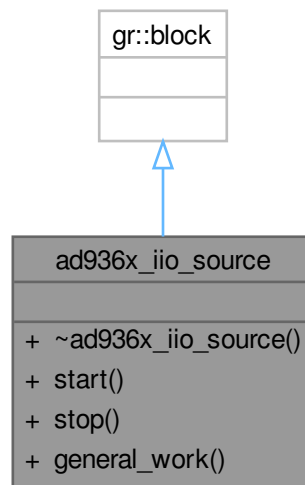 gr::block
ad936x_iio_source
+ ~ad936x_iio_source()
+ start()
+ stop()
+ general_work()